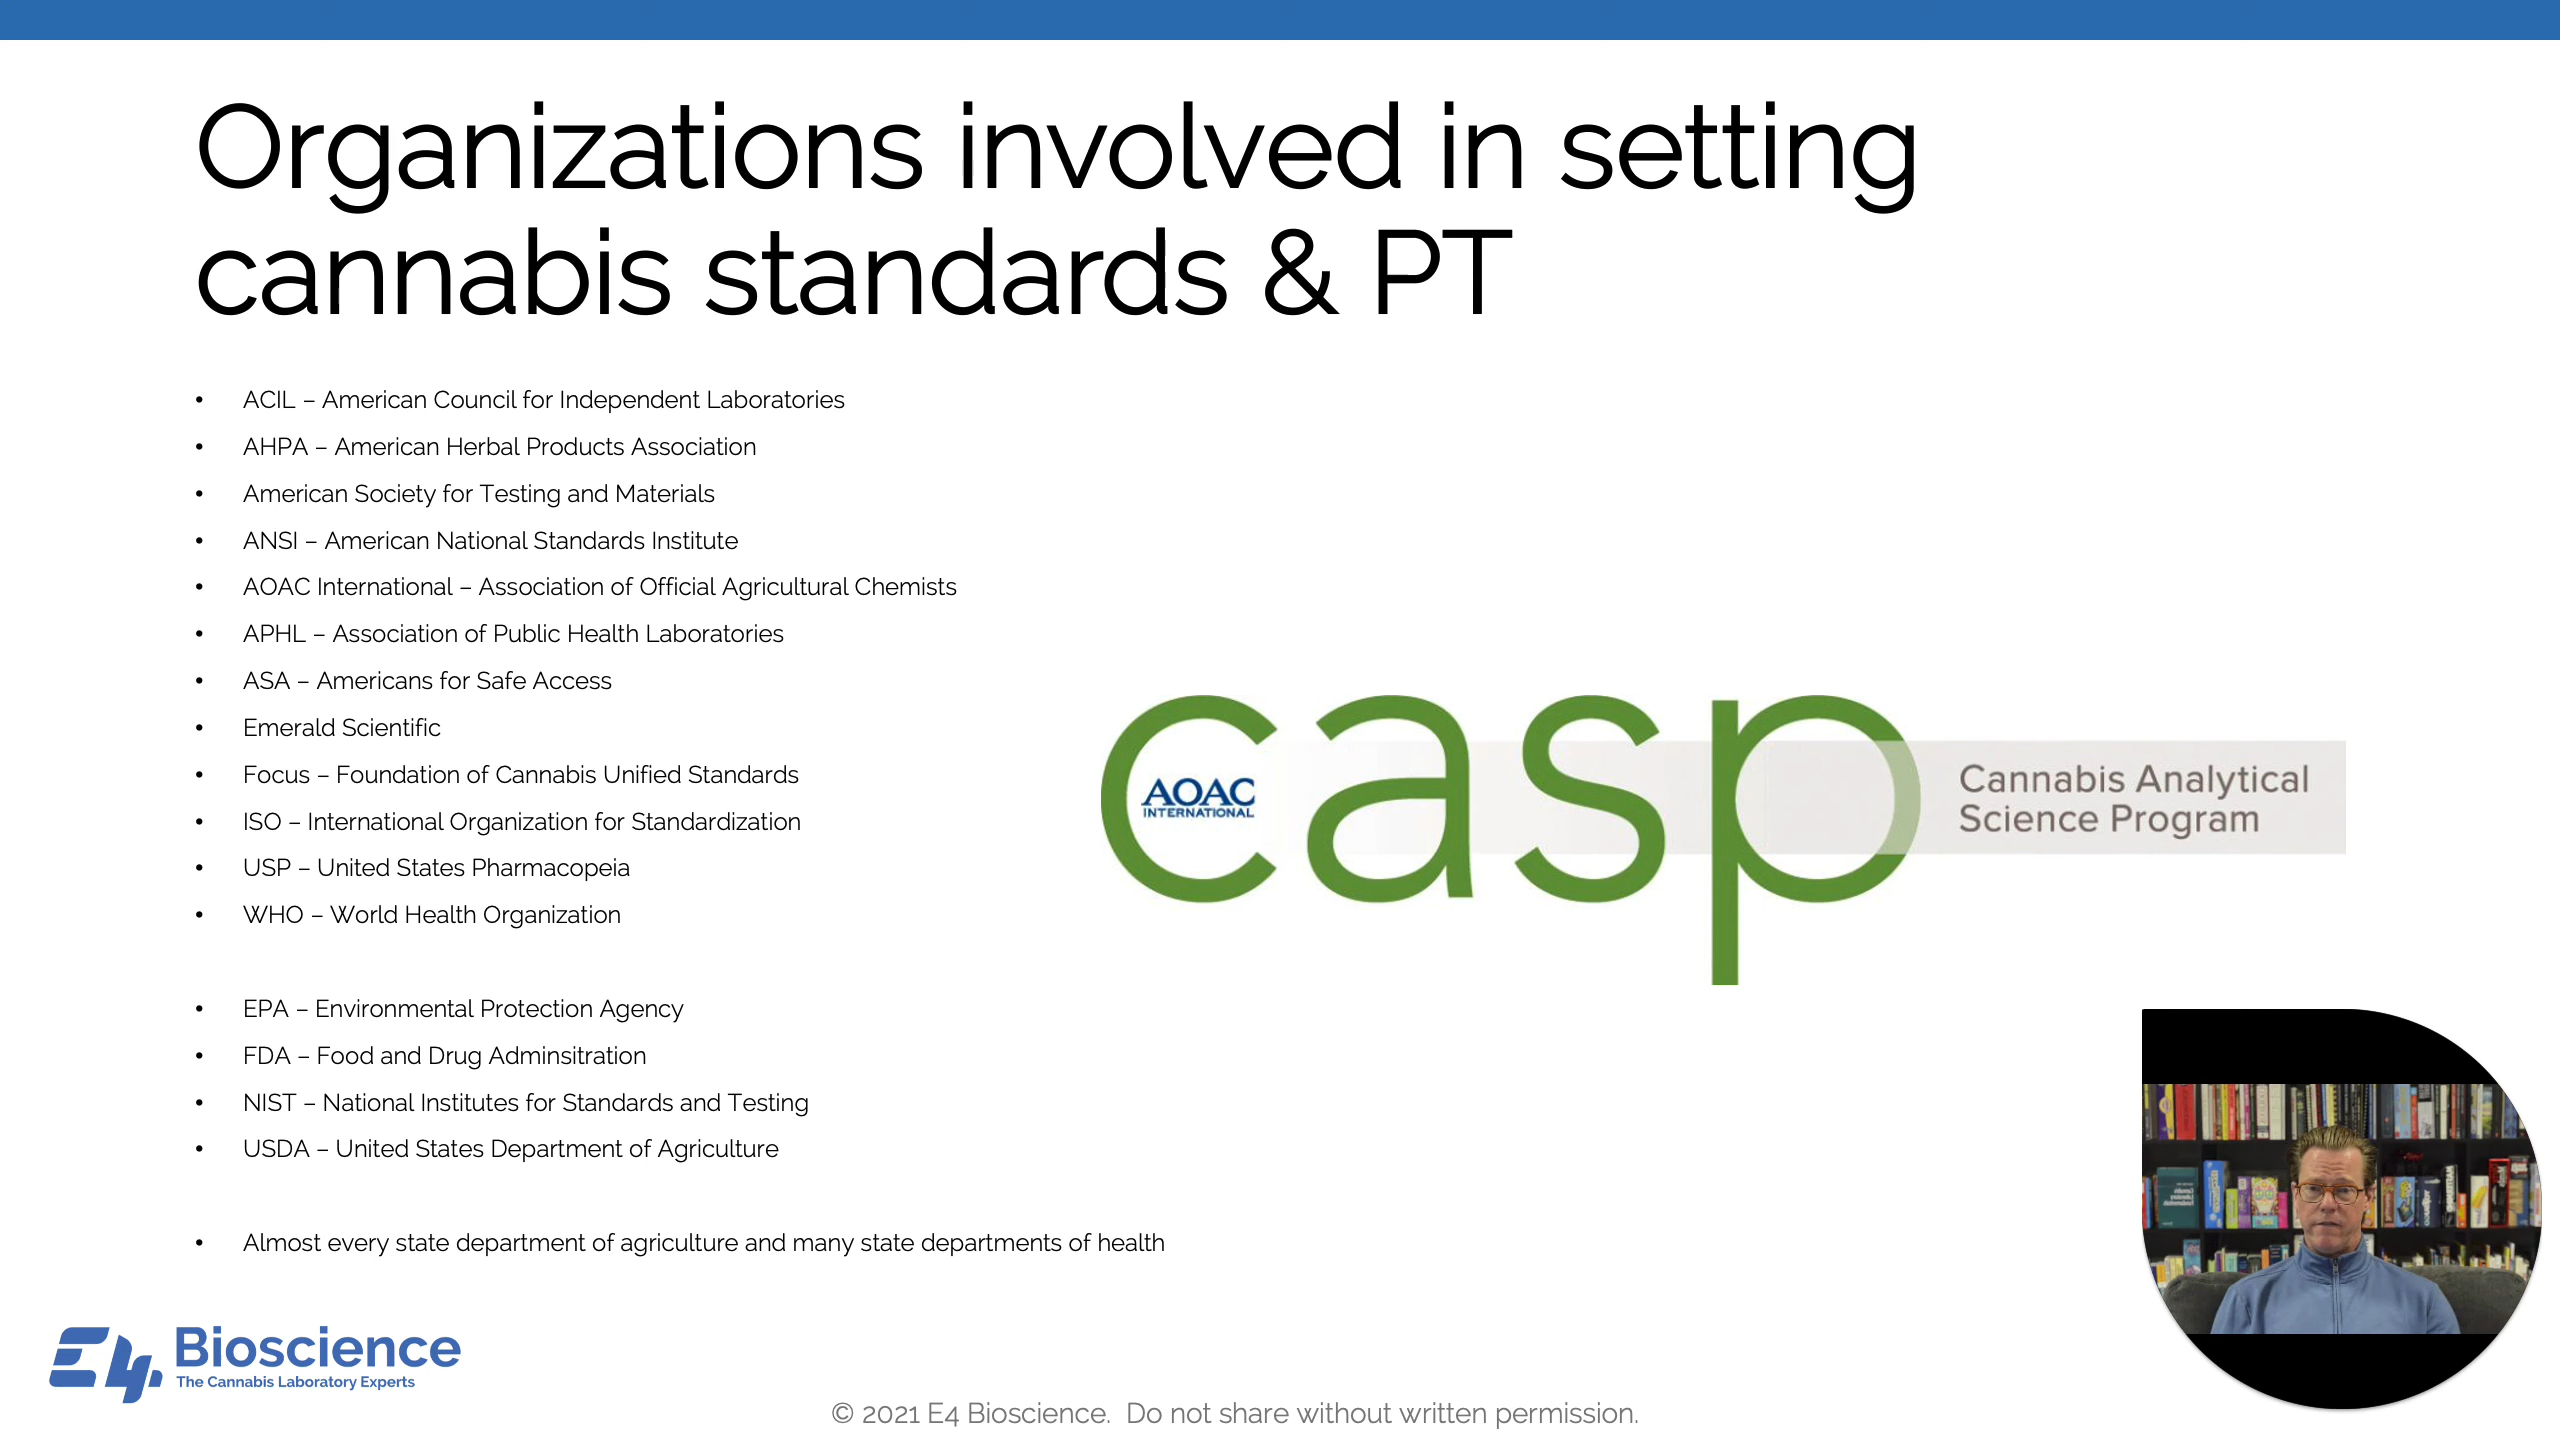 Organizations involved in setting
cannabis standards & PT
• ACIL – American Council for Independent Laboratories
• AHPA – American Herbal Products Association
• American Society for Testing and Materials
• ANSI – American National Standards Institute
• AOAC International – Association of Official Agricultural Chemists
• APHL – Association of Public Health Laboratories
• ASA – Americans for Safe Access
• Emerald Scientific
• Focus – Foundation of Cannabis Unified Standards
• ISO – International Organization for Standardization
• USP – United States Pharmacopeia
• WHO – World Health Organization
• EPA – Environmental Protection Agency
• FDA – Food and Drug Adminsitration
• NIST – National Institutes for Standards and Testing
• USDA – United States Department of Agriculture
• Almost every state department of agriculture and many state departments of health
casp
AOAC
INTERNATIONAL
Cannabis Analytical
Science Program
E4 Bioscience
The Cannabis Laboratory Experts
© 2021 E4 Bioscience. Do not share without written permission.